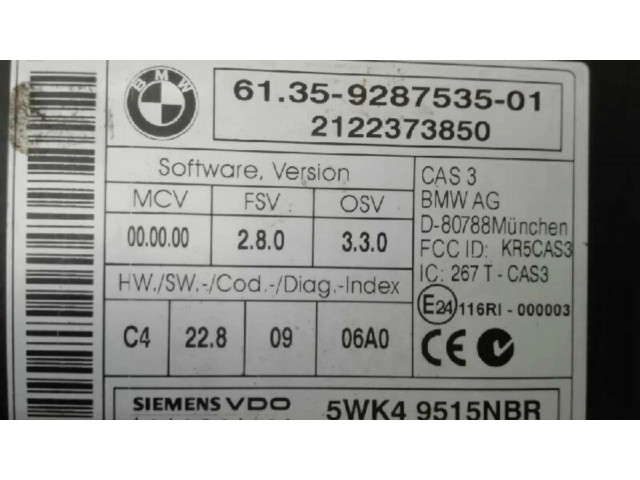 BMW
61.35-9287535-01
2122373850
Software, Version
MCV FSV OSV
00.00.00 2.8.0 3.3.0
HW./SW.-/Cod.-/Diag.-Index
C4 22.8 09 06A0
CAS 3
BMW AG
D-80788München
FCC ID: KR5CAS3
IC: 267 T - CAS3
E24 116RI - 000003
CE
SIEMENS VDO 5WK4 9515NBR